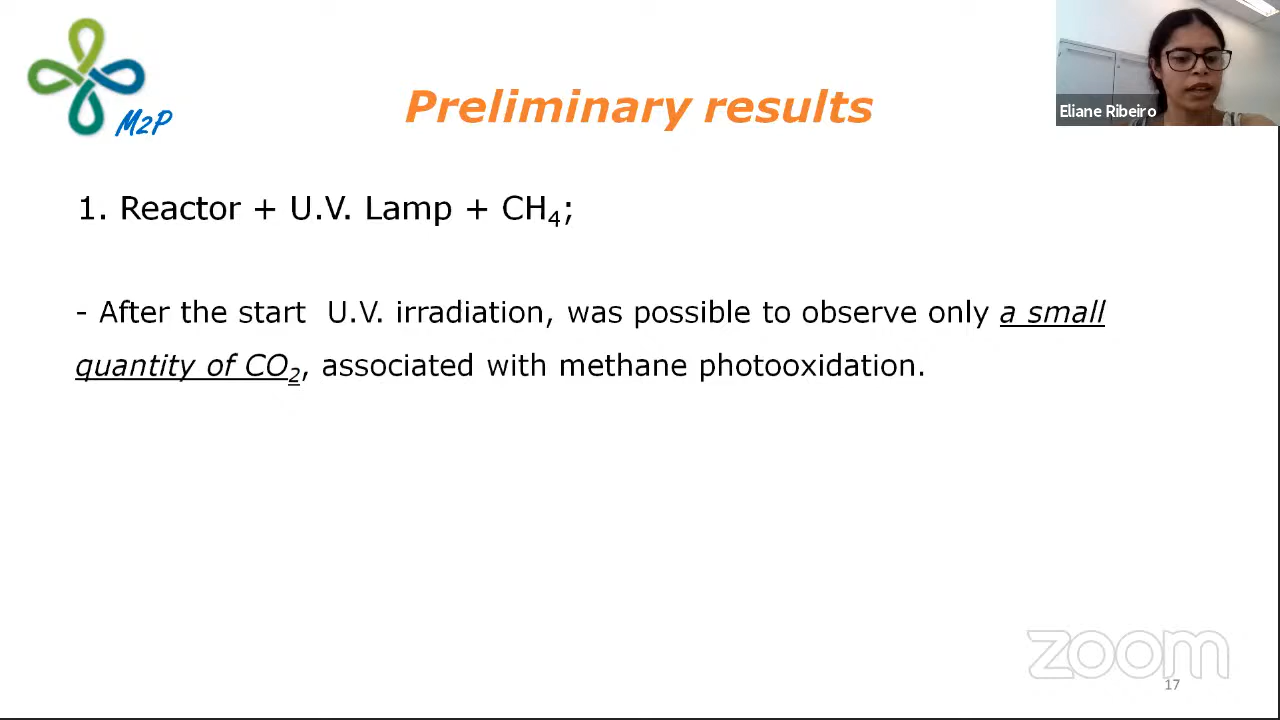 M2P
Preliminary results
Eliane Ribeiro
1. Reactor + U.V. Lamp + CH₄;
- After the start  U.V. irradiation, was possible to observe only a small
quantity of CO₂, associated with methane photooxidation.
zoom
17